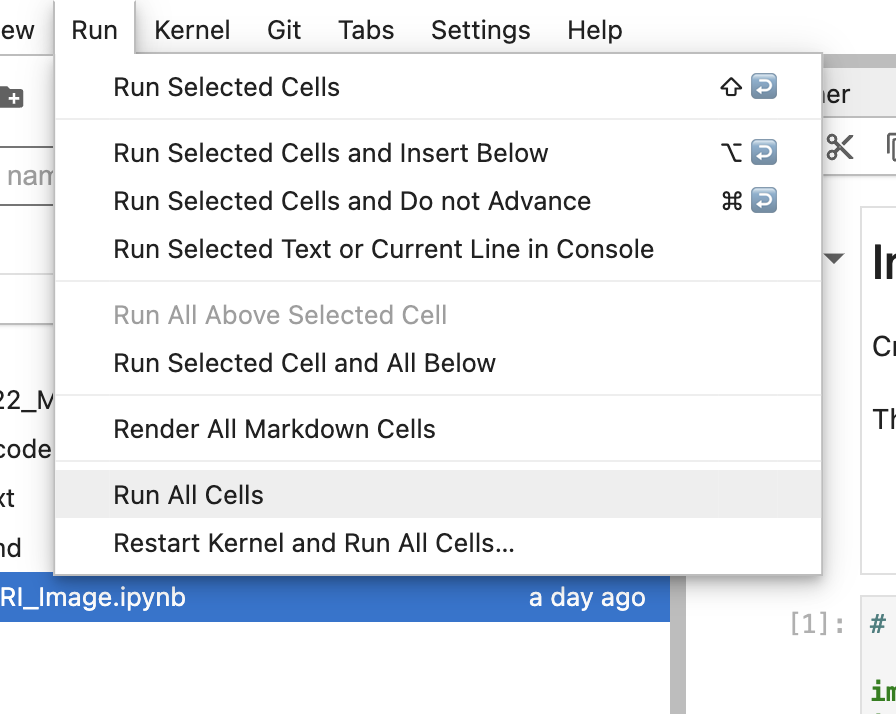 ew Run Kernel Git Tabs Settings Help
Run Selected Cells ⇧ ↩
er
Run Selected Cells and Insert Below ⌥ ↩
nam
Run Selected Cells and Do not Advance ⌘ ↩
Run Selected Text or Current Line in Console
Run All Above Selected Cell
Run Selected Cell and All Below
22_M
Render All Markdown Cells
code
Run All Cells
xt
Restart Kernel and Run All Cells...
nd
RI_Image.ipynb a day ago
In
Cr
Th
[1]: #
im